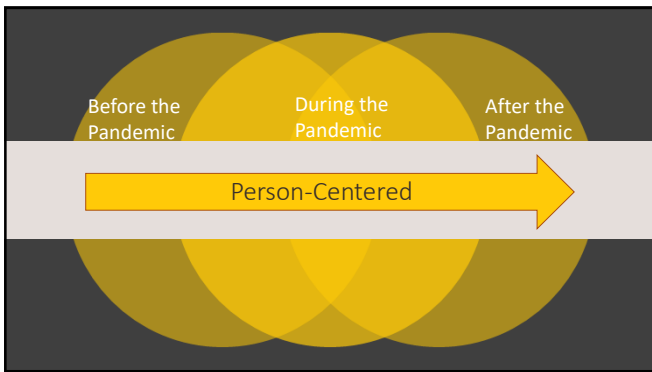 Before the
Pandemic
During the
Pandemic
After the
Pandemic
Person-Centered